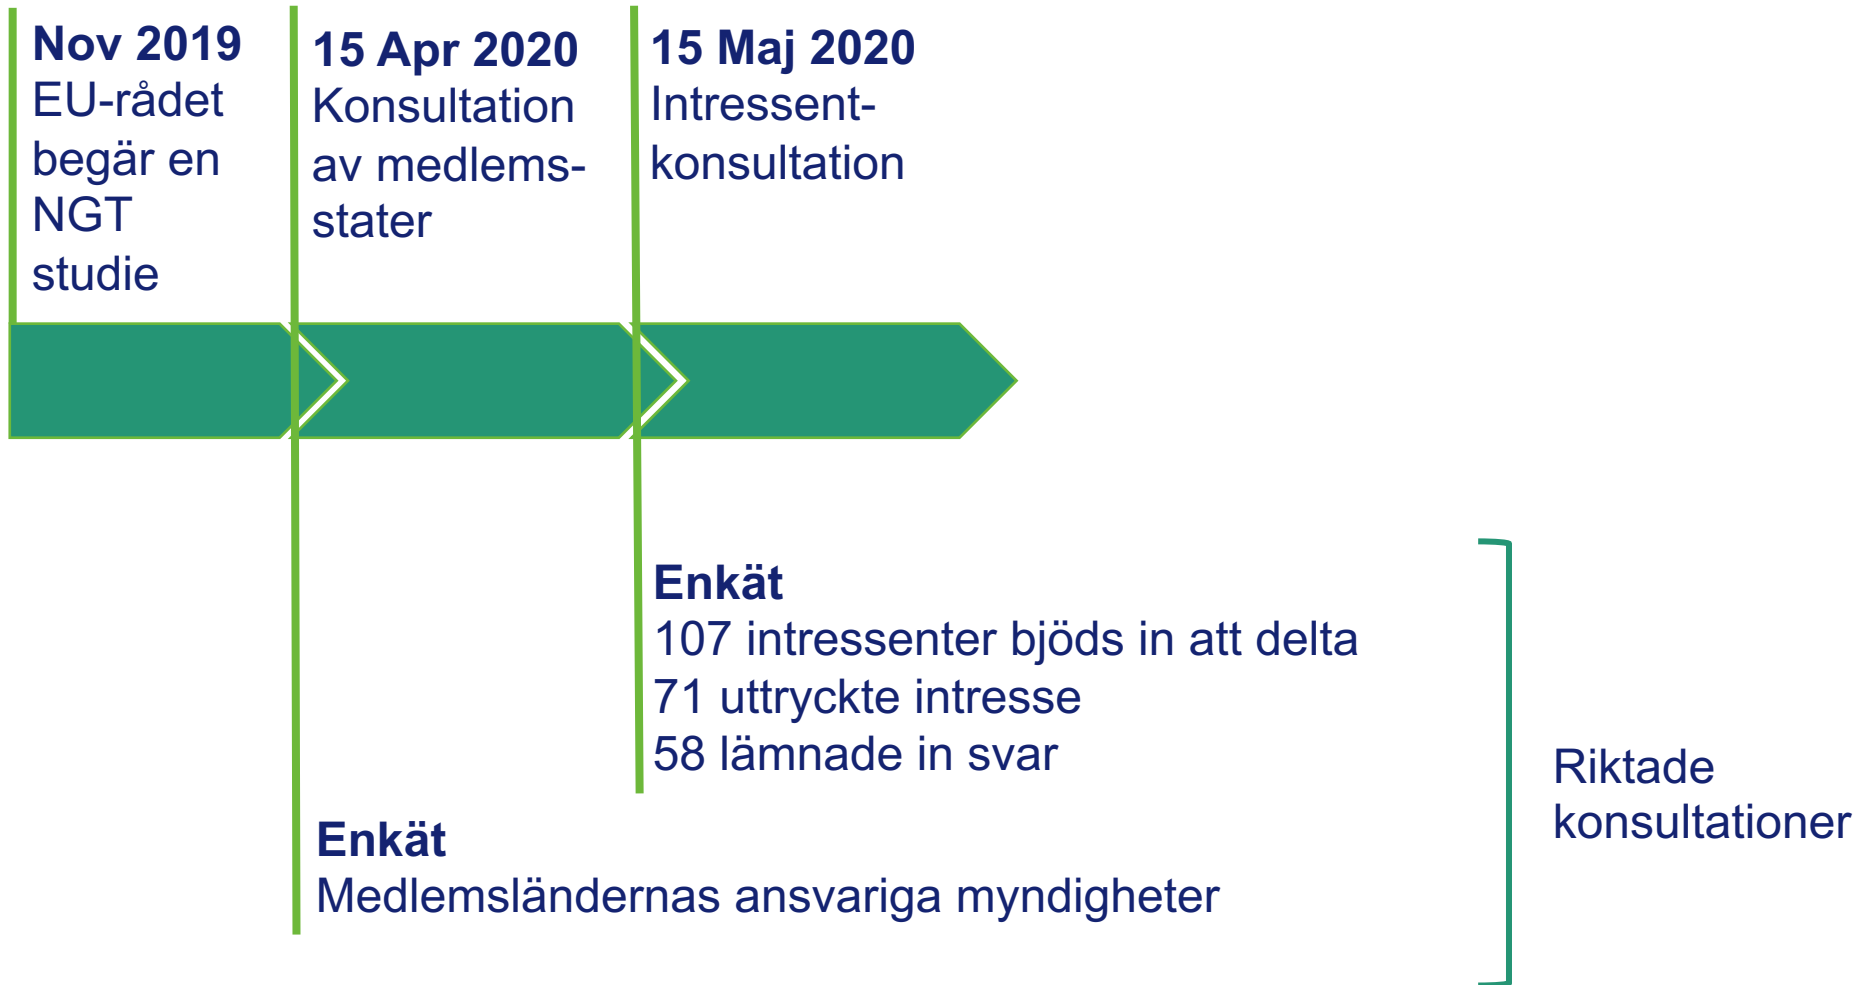 Nov 2019
EU-rådet
begär en
NGT
studie
15 Apr 2020
Konsultation
av medlems-
stater
15 Maj 2020
Intressent-
konsultation
Enkät
107 intressenter bjöds in att delta
71 uttryckte intresse
58 lämnade in svar
Enkät
Medlemsländernas ansvariga myndigheter
Riktade
konsultationer